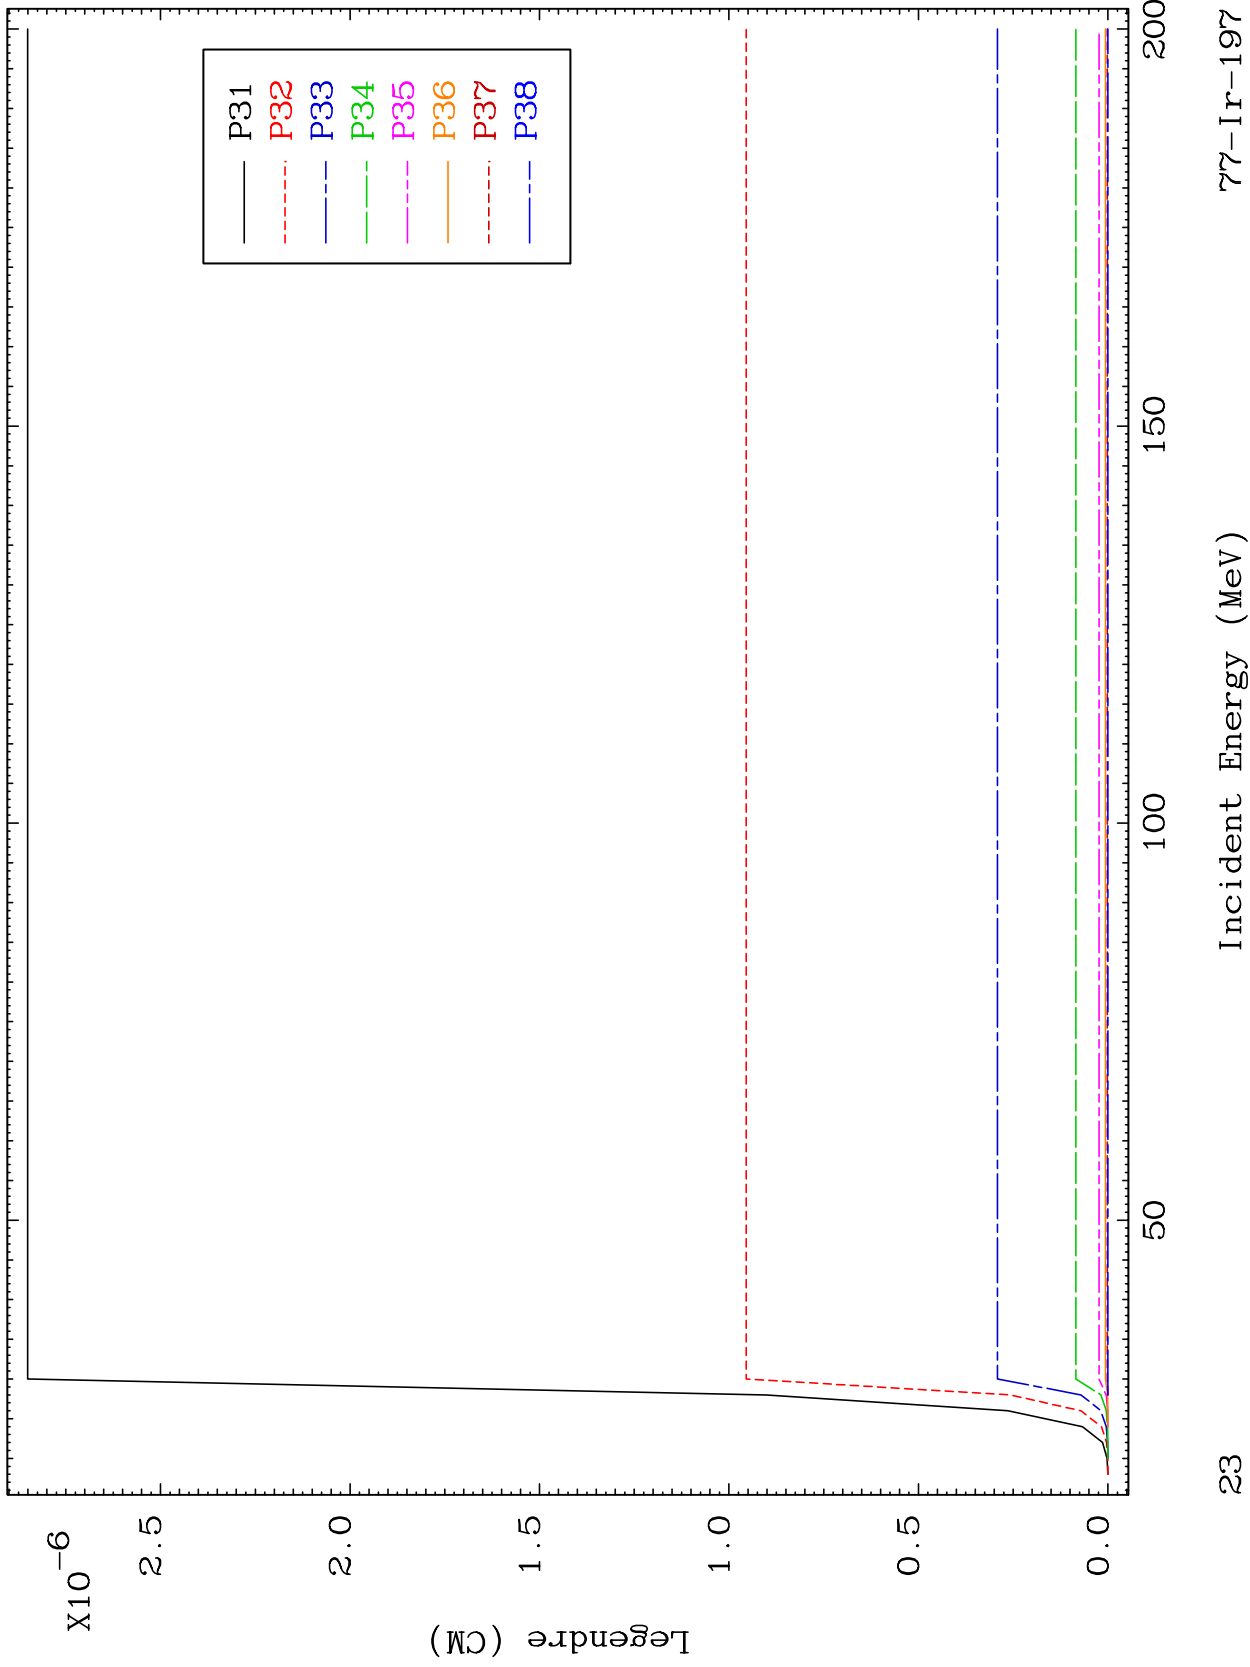 X10-6
2.5
2.0
1.5
1.0
0.5
0.0
Legendre (CM)
P31
P32
P33
P34
P35
P36
P37
P38
50
100
150
200
23
Incident Energy (MeV)
77-Ir-197